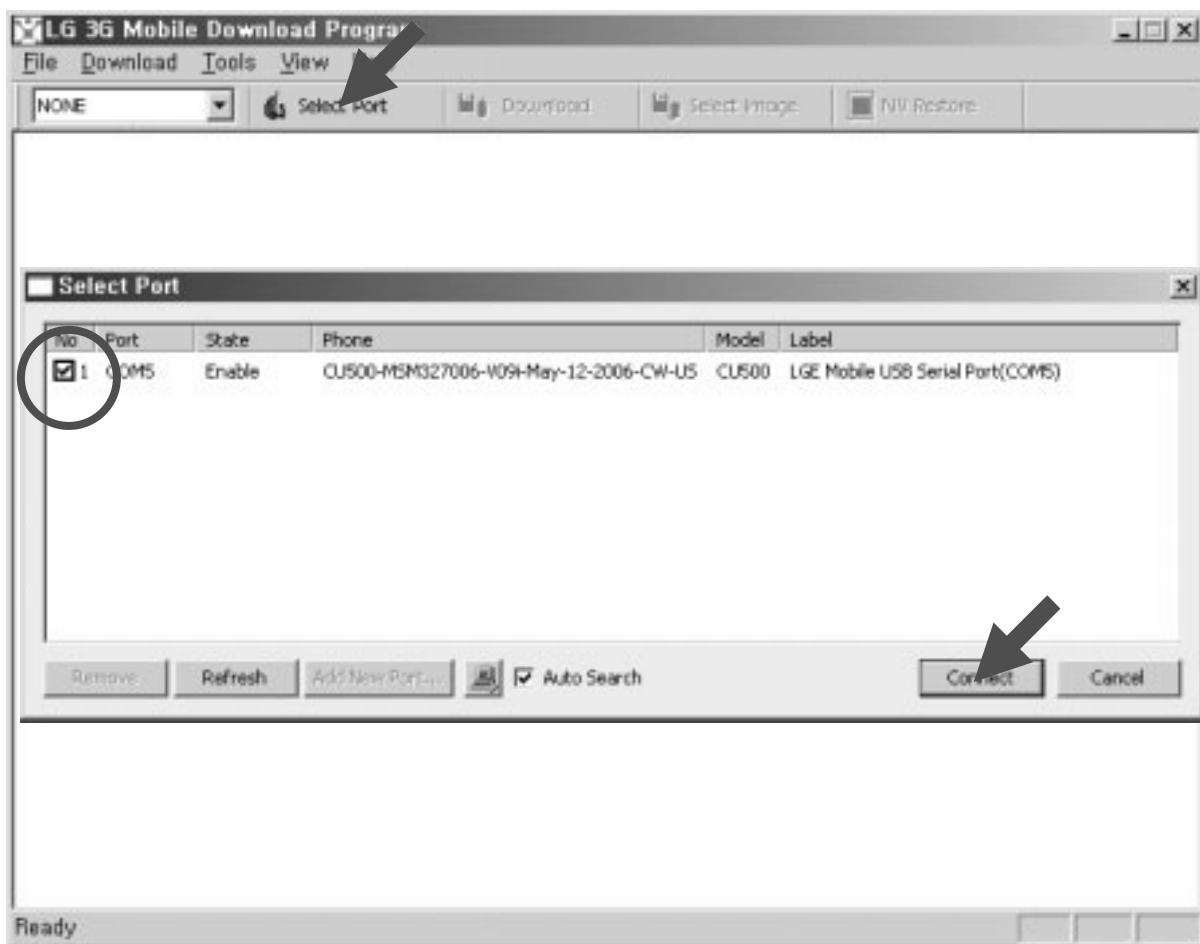 LG 3G Mobile Download Progra
File Download Tools View
NONE Select Port Download Select Image NV Restore
Select Port
No Port State Phone Model Label
1 COM5 Enable CU500-MSM327006-V09i-May-12-2006-CW-US CU500 LGE Mobile USB Serial Port(COM5)
Remove Refresh Add New Port... Auto Search Connect Cancel
Ready